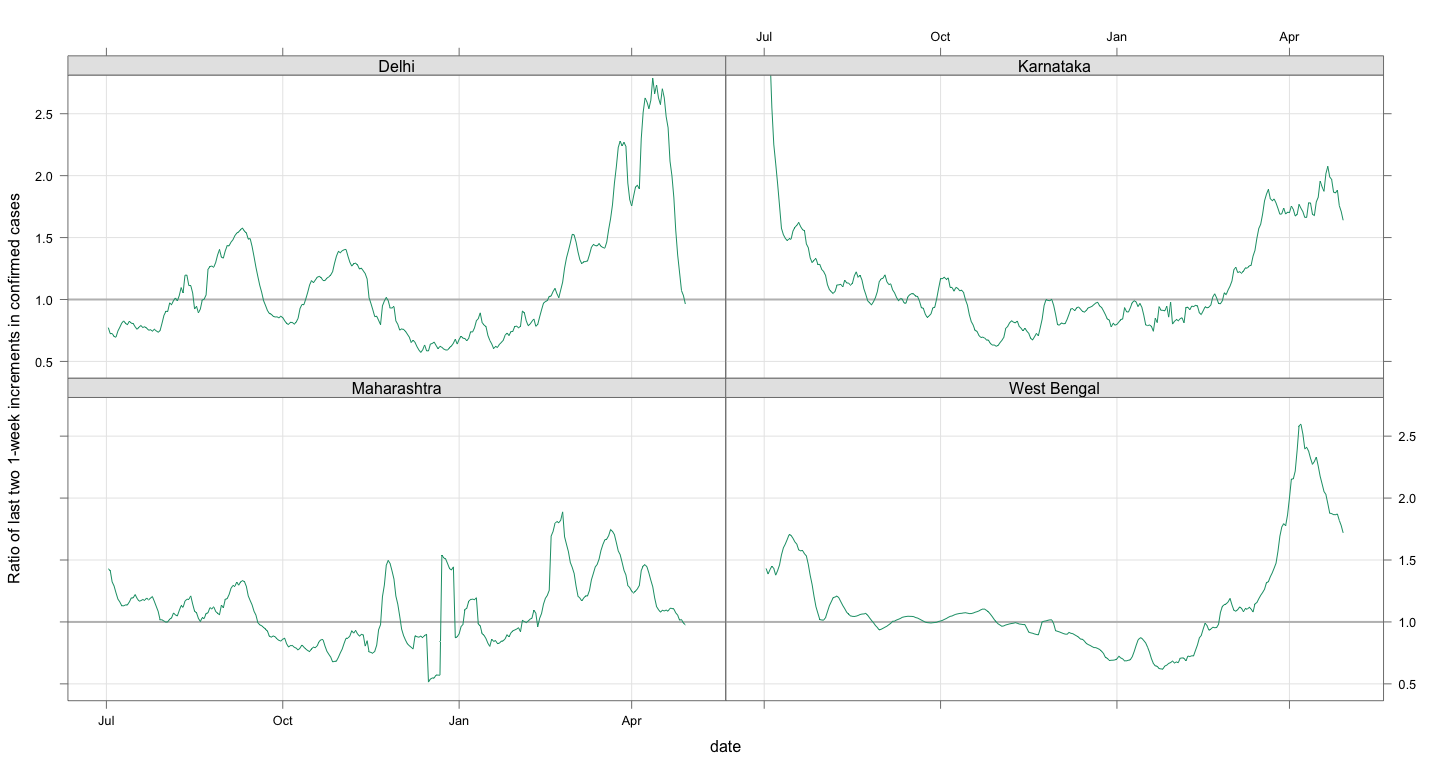 Jul Oct Jan Apr
Delhi Karnataka
2.5
2.0
1.5
1.0
0.5
Maharashtra West Bengal
2.5
2.0
1.5
1.0
0.5
Jul Oct Jan Apr
date
Ratio of last two 1-week increments in confirmed cases